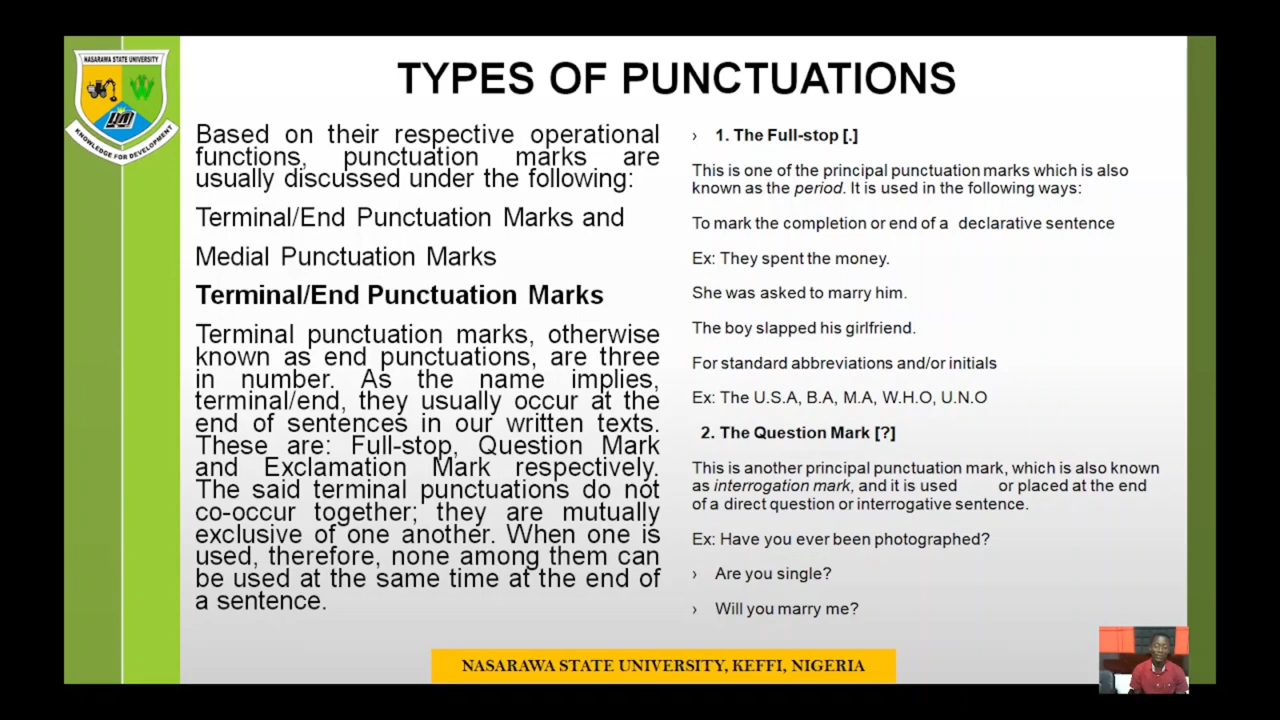 NASARAWA STATE UNIVERSITY
KNOWLEDGE FOR DEVELOPMENT
TYPES OF PUNCTUATIONS
Based on their respective operational
functions, punctuation marks are
usually discussed under the following:
Terminal/End Punctuation Marks and
Medial Punctuation Marks
Terminal/End Punctuation Marks
Terminal punctuation marks, otherwise
known as end punctuations, are three
in number. As the name implies,
terminal/end, they usually occur at the
end of sentences in our written texts.
These are: Full-stop, Question Mark
and Exclamation Mark respectively.
The said terminal punctuations do not
co-occur together; they are mutually
exclusive of one another. When one is
used, therefore, none among them can
be used at the same time at the end of
a sentence.
› 1. The Full-stop [.]
This is one of the principal punctuation marks which is also
known as the period. It is used in the following ways:
To mark the completion or end of a declarative sentence
Ex: They spent the money.
She was asked to marry him.
The boy slapped his girlfriend.
For standard abbreviations and/or initials
Ex: The U.S.A, B.A, M.A, W.H.O, U.N.O
2. The Question Mark [?]
This is another principal punctuation mark, which is also known
as interrogation mark, and it is used or placed at the end
of a direct question or interrogative sentence.
Ex: Have you ever been photographed?
› Are you single?
› Will you marry me?
NASARAWA STATE UNIVERSITY, KEFFI, NIGERIA